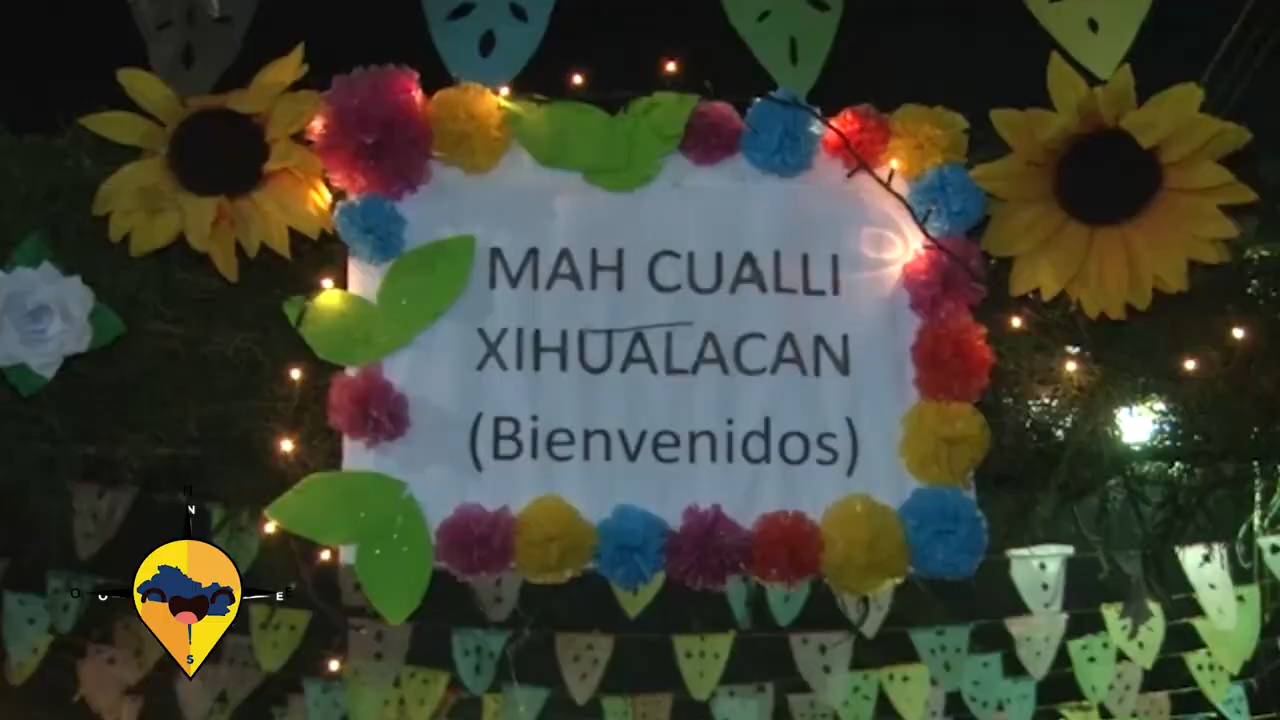 MAH CUALLI
XIHUALACAN
(Bienvenidos)
N
N
O O E E
S